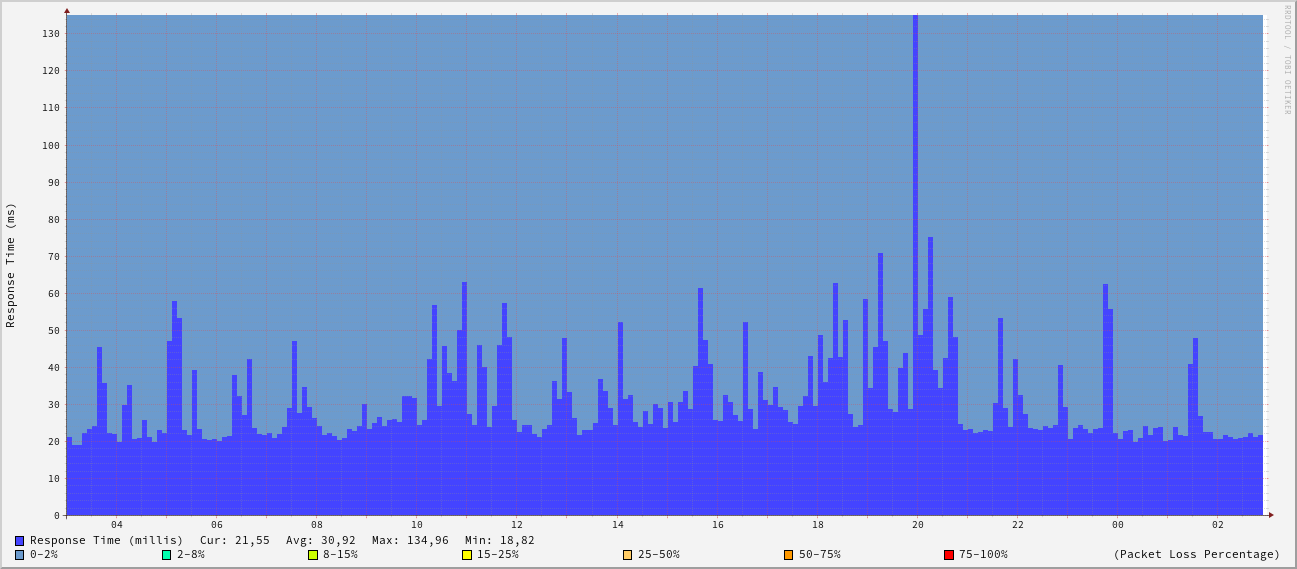 RRDTOOL / TOBI OETIKER
Response Time (ms)
130
120
110
100
90
80
70
60
50
40
30
20
10
0
04 06 08 10 12 14 16 18 20 22 00 02
Response Time (millis) Cur: 21,55 Avg: 30,92 Max: 134,96 Min: 18,82
0-2% 2-8% 8-15% 15-25% 25-50% 50-75% 75-100% (Packet Loss Percentage)